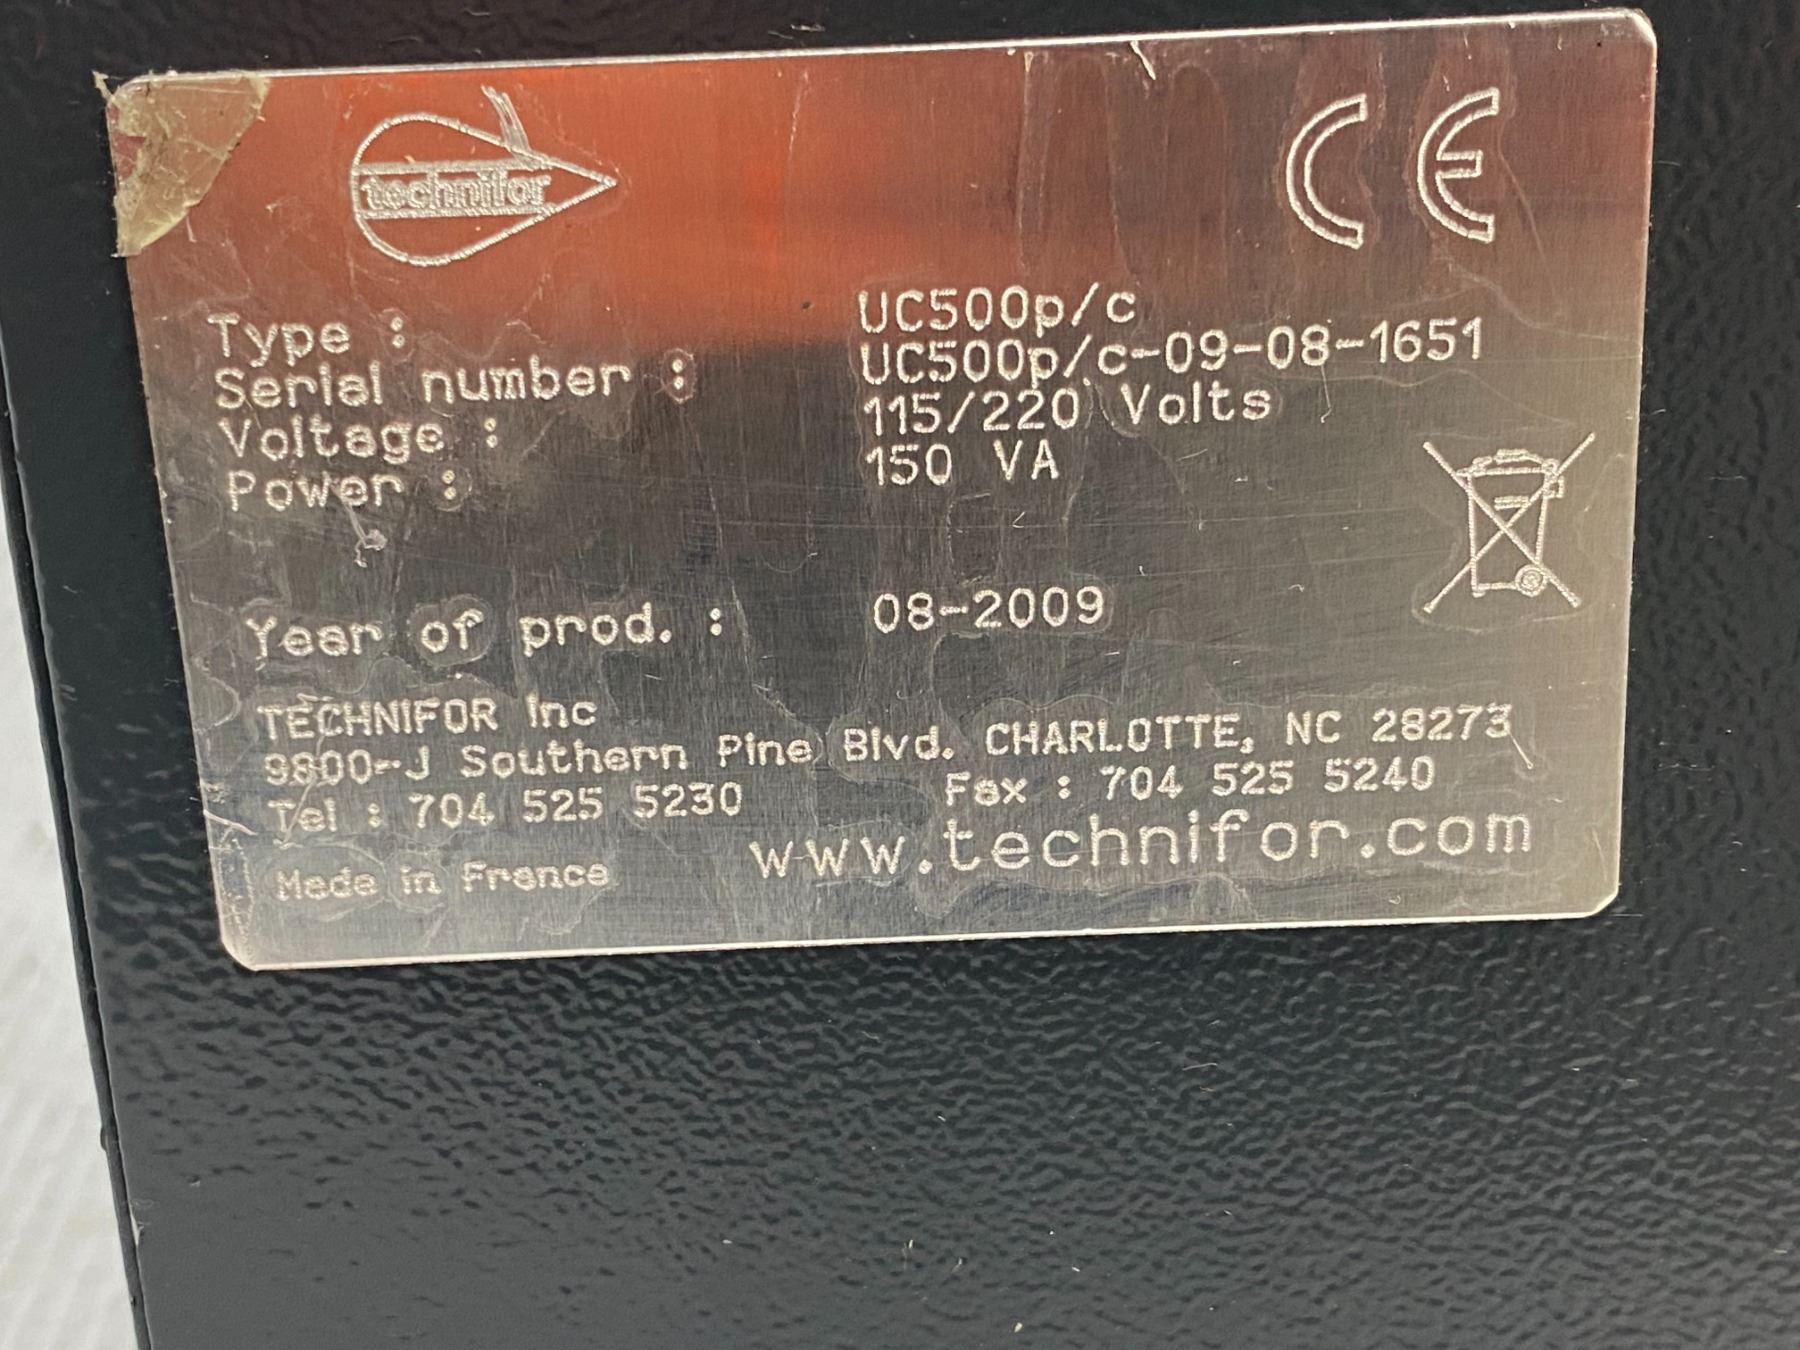 technifor
CE
Type : UC500p/c
Serial number : UC500p/c-09-08-1651
Voltage : 115/220 Volts
Power : 150 VA
Year of prod. : 08-2009
TECHNIFOR Inc
9800-J Southern Pine Blvd. CHARLOTTE, NC 28273
Tel : 704 525 5230 Fax : 704 525 5240
www.technifor.com
Made in France